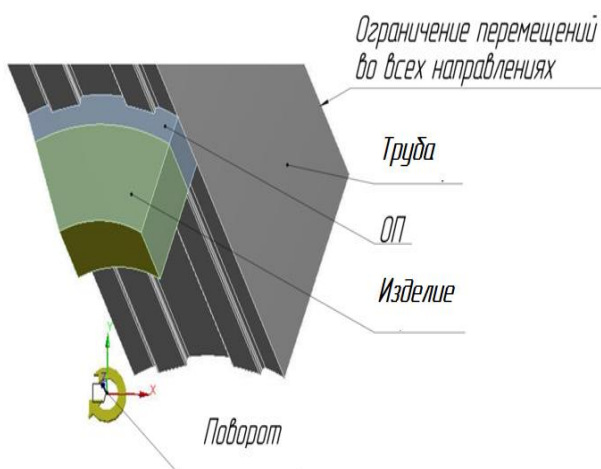 Ограничение перемещений
во всех направлениях
Труба
ОП
Изделие
Y
Z
X
Поворот